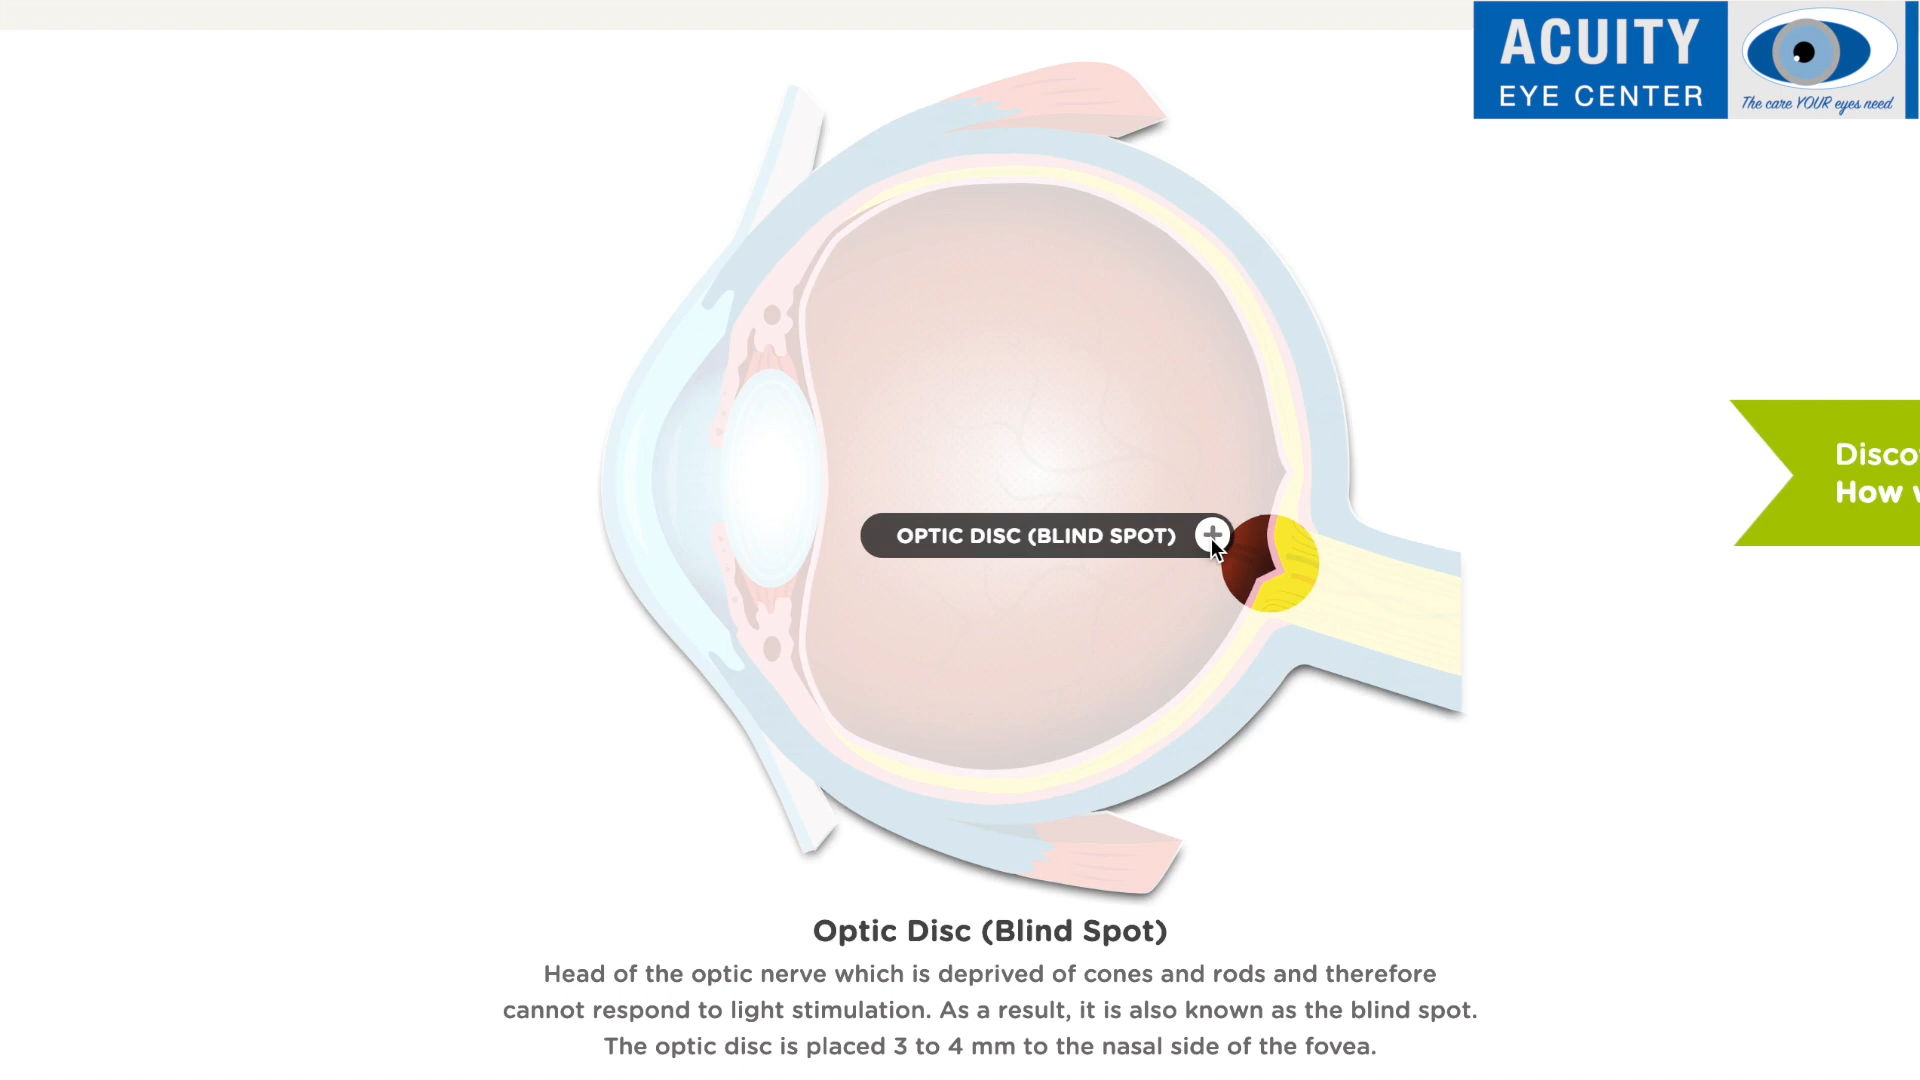 ACUITY
EYE CENTER
The care YOUR eyes need
OPTIC DISC (BLIND SPOT)
How
Optic Disc (Blind Spot)
Head of the optic nerve which is deprived of cones and rods and therefore
cannot respond to light stimulation. As a result, it is also known as the blind spot.
The optic disc is placed 3 to 4 mm to the nasal side of the fovea.